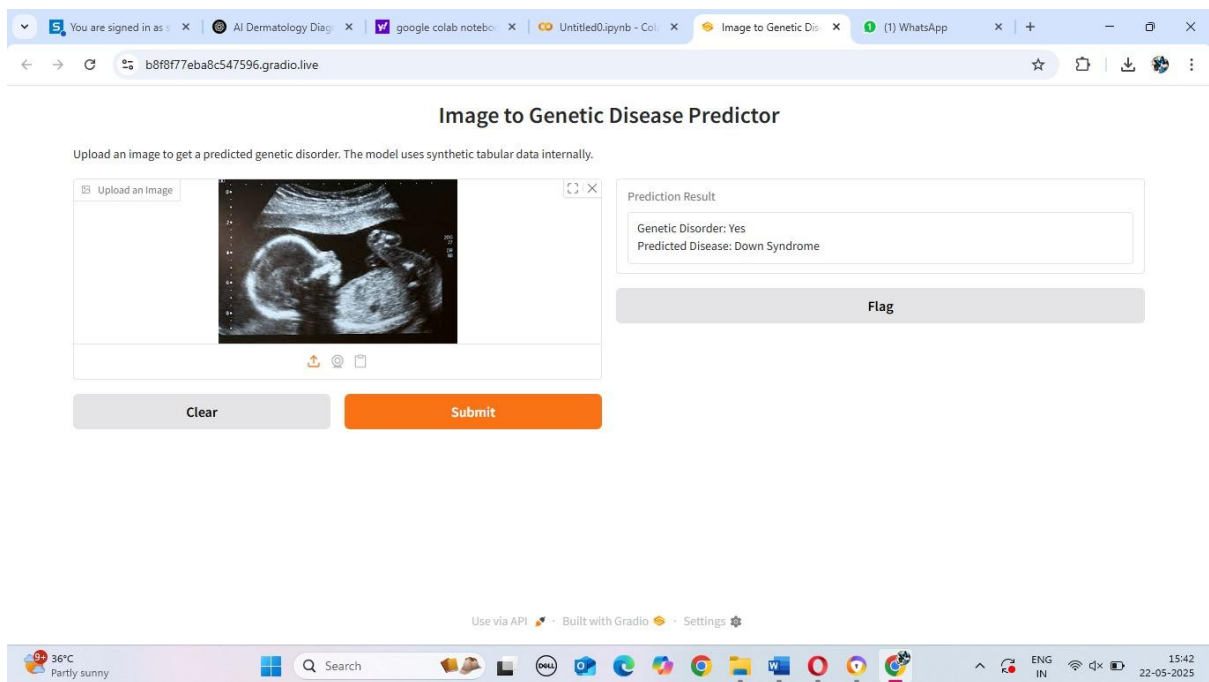 You are signed in as s
AI Dermatology Diag
google colab noteboo
Untitled0.ipynb - Col
Image to Genetic Dis
(1) WhatsApp
b8f8f77eba8c547596.gradio.live
Image to Genetic Disease Predictor
Upload an image to get a predicted genetic disorder. The model uses synthetic tabular data internally.
Upload an Image
Prediction Result
Genetic Disorder: Yes
Predicted Disease: Down Syndrome
Flag
Clear
Submit
Use via API · Built with Gradio · Settings
9+
36°C
Partly sunny
Search
DELL
ENG
IN
15:42
22-05-2025